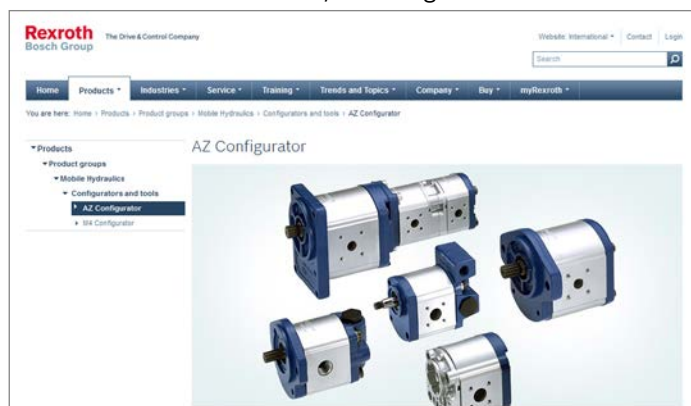 Rexroth
Bosch Group
The Drive & Control Company
Website: International
Contact
Login
Search
Home
Products
Industries
Service
Training
Trends and Topics
Company
Buy
myRexroth
You are here: Home › Products › Product groups › Mobile Hydraulics › Configurators and tools › AZ Configurator
Products
Product groups
Mobile Hydraulics
Configurators and tools
AZ Configurator
M4 Configurator
AZ Configurator